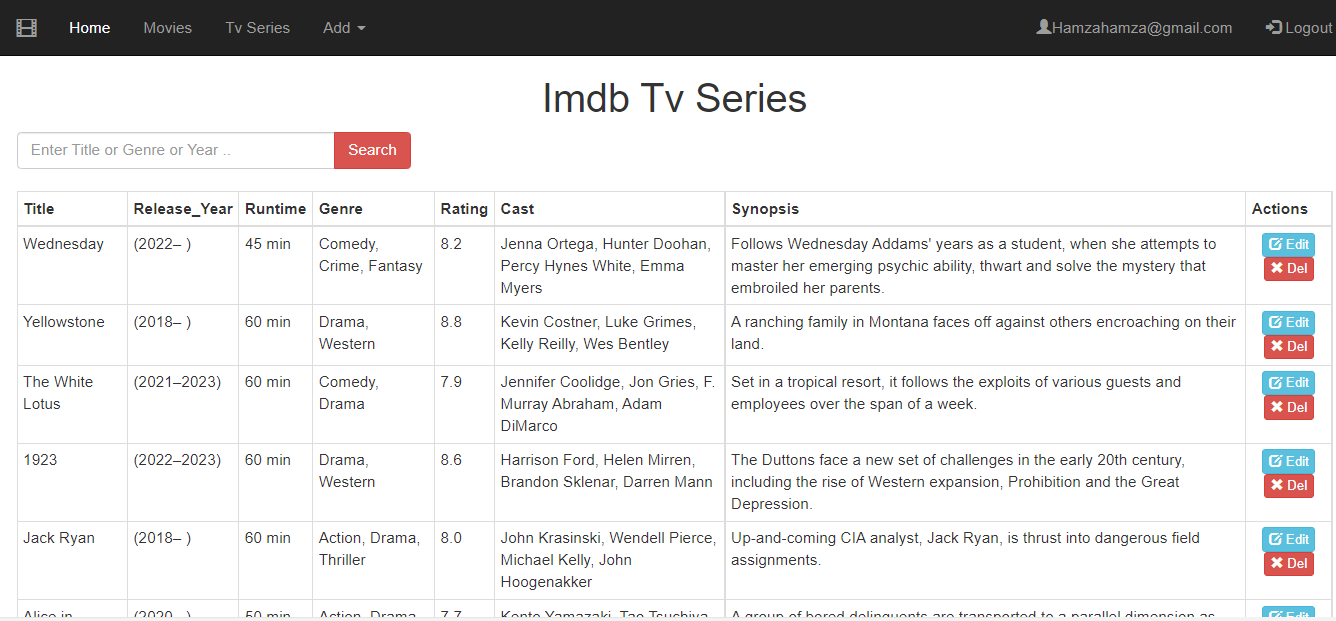 Home Movies Tv Series Add Hamzahamza@gmail.com Logout
Imdb Tv Series
Enter Title or Genre or Year .. Search
Title Release_Year Runtime Genre Rating Cast Synopsis Actions
Wednesday (2022– ) 45 min Comedy, 8.2 Jenna Ortega, Hunter Doohan, Follows Wednesday Addams' years as a student, when she attempts to Edit
Crime, Fantasy Percy Hynes White, Emma master her emerging psychic ability, thwart and solve the mystery that Del
Myers embroiled her parents.
Yellowstone (2018– ) 60 min Drama, 8.8 Kevin Costner, Luke Grimes, A ranching family in Montana faces off against others encroaching on their Edit
Western Kelly Reilly, Wes Bentley land. Del
The White (2021–2023) 60 min Comedy, 7.9 Jennifer Coolidge, Jon Gries, F. Set in a tropical resort, it follows the exploits of various guests and Edit
Lotus Drama Murray Abraham, Adam employees over the span of a week. Del
DiMarco
1923 (2022–2023) 60 min Drama, 8.6 Harrison Ford, Helen Mirren, The Duttons face a new set of challenges in the early 20th century, Edit
Western Brandon Sklenar, Darren Mann including the rise of Western expansion, Prohibition and the Great Del
Depression.
Jack Ryan (2018– ) 60 min Action, Drama, 8.0 John Krasinski, Wendell Pierce, Up-and-coming CIA analyst, Jack Ryan, is thrust into dangerous field Edit
Thriller Michael Kelly, John assignments. Del
Hoogenakker
Alice in (2020– ) 50 min Action, Drama, 7.7 Kento Yamazaki, Tao Tsuchiya, A group of bored delinquents are transported to a parallel dimension as Edit